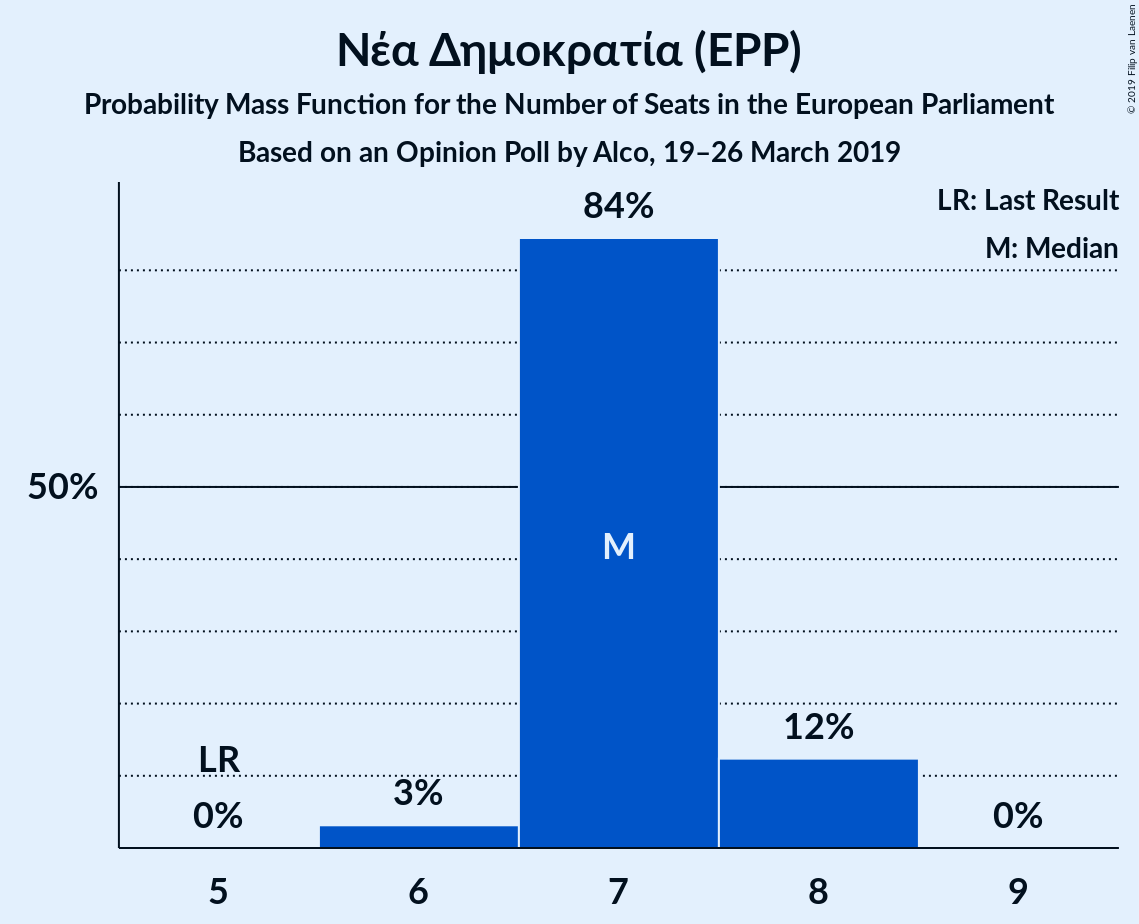 Νέα Δημοκρατία (EPP)
Probability Mass Function for the Number of Seats in the European Parliament
Based on an Opinion Poll by Alco, 19–26 March 2019
© 2019 Filip van Laenen
LR: Last Result
M: Median
84%
50%
M
12%
LR
3%
0%
0%
5 6 7 8 9